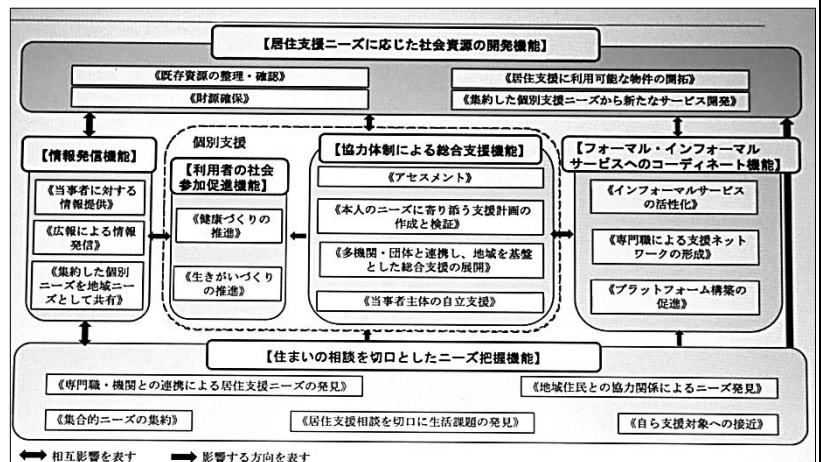 【居住支援ニーズに応じた社会資源の開発機能】
《既存資源の整理・確認》
《居住支援に利用可能な物件の開拓》
《財源確保》
《集約した個別支援ニーズから新たなサービス開発》
【情報発信機能】
《当事者に対する
情報提供》
《広報による情報
発信》
《集約した個別
ニーズを地域ニー
ズとして共有》
個別支援
【利用者の社会
参加促進機能】
《健康づくりの
推進》
《生きがいづくり
の推進》
【協力体制による総合支援機能】
《アセスメント》
《本人のニーズに寄り添う支援計画の
作成と検証》
《多機関・団体と連携し、地域を基盤
とした総合支援の展開》
《当事者主体の自立支援》
【フォーマル・インフォーマル
サービスへのコーディネート機能】
《インフォーマルサービス
の活性化》
《専門職による支援ネット
ワークの形成》
《プラットフォーム構築の
促進》
【住まいの相談を切口としたニーズ把握機能】
《専門職・機関との連携による居住支援ニーズの発見》
《地域住民との協力関係によるニーズ発見》
《集合的ニーズの集約》
《居住支援相談を切口に生活課題の発見》
《自ら支援対象への接近》
相互影響を表す
影響する方向を表す